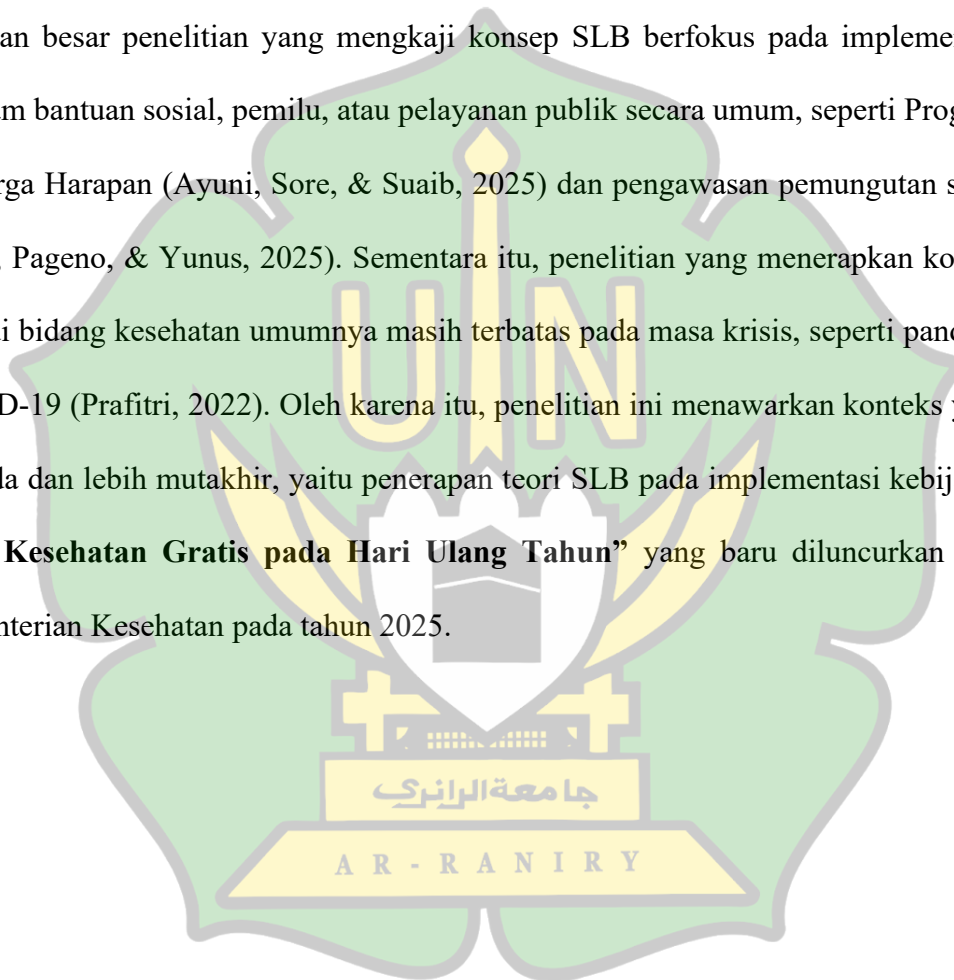 an besar penelitian yang mengkaji konsep SLB berfokus pada implemen
m bantuan sosial, pemilu, atau pelayanan publik secara umum, seperti Prog
rga Harapan (Ayuni, Sore, & Suaib, 2025) dan pengawasan pemungutan s
, Pageno, & Yunus, 2025). Sementara itu, penelitian yang menerapkan ko
di bidang kesehatan umumnya masih terbatas pada masa krisis, seperti pand
D-19 (Prafitri, 2022). Oleh karena itu, penelitian ini menawarkan konteks y
da dan lebih mutakhir, yaitu penerapan teori SLB pada implementasi kebij
Kesehatan Gratis pada Hari Ulang Tahun” yang baru diluncurkan
nterian Kesehatan pada tahun 2025.
UIN
جامعة الرانري
AR-RANIRY